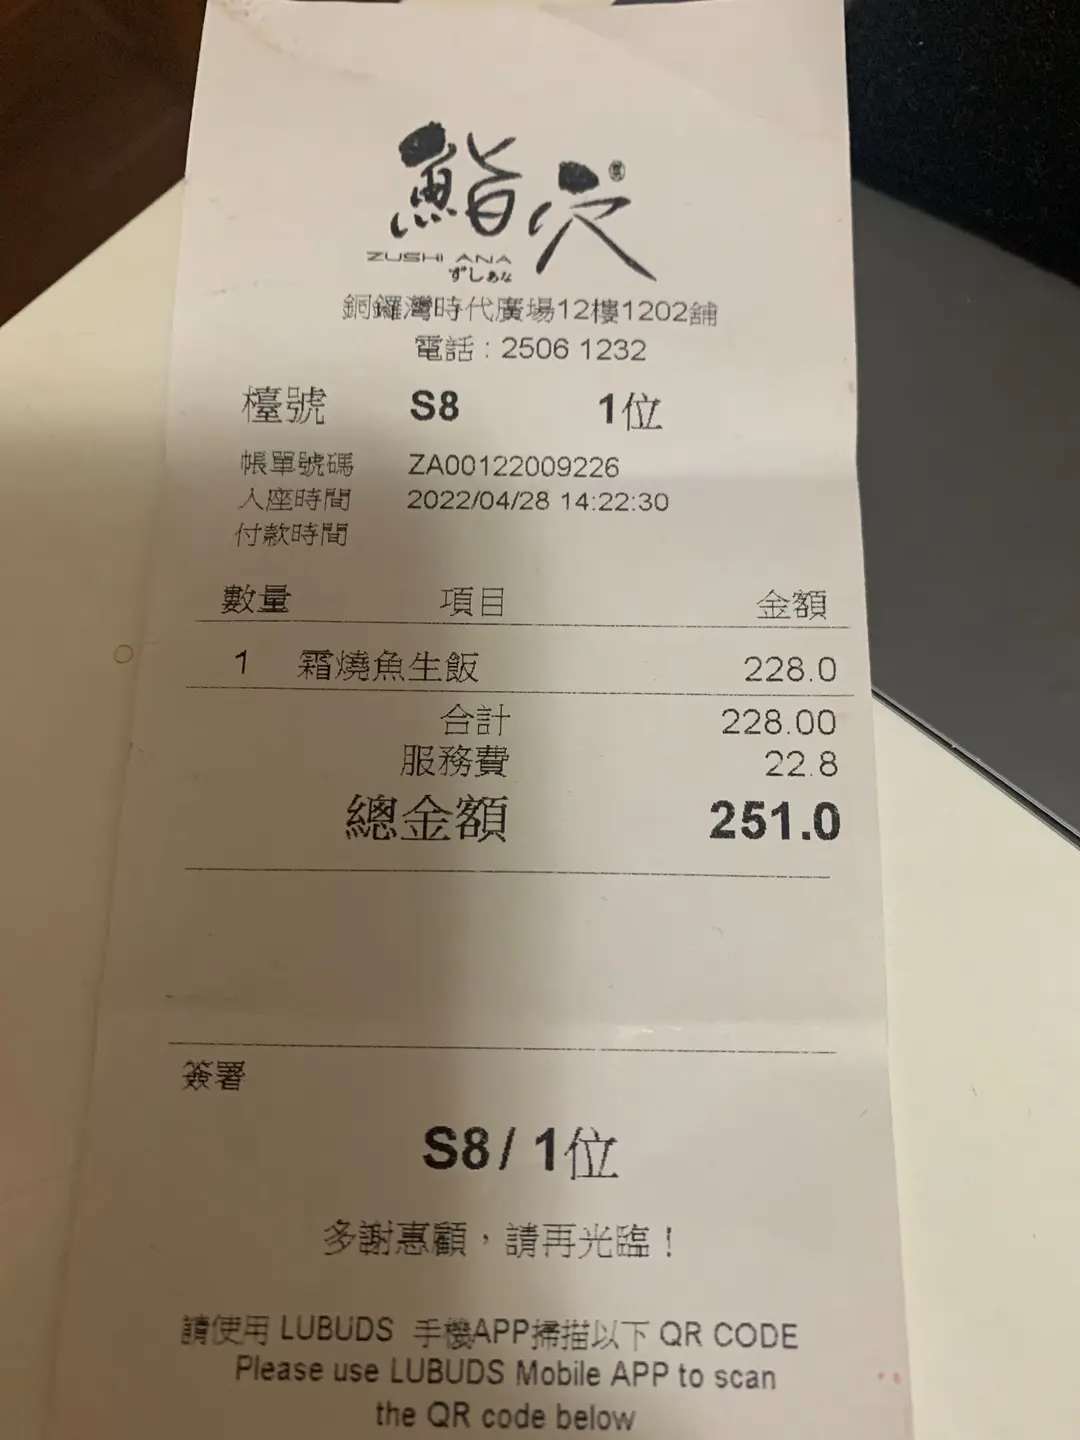 鮨穴
ZUSHI ANA
ずしあな
銅鑼灣時代廣場12樓1202舖
電話：2506 1232
檯號 S8 1位
帳單號碼 ZA00122009226
入座時間 2022/04/28 14:22:30
付款時間
數量 項目 金額
1 霜燒魚生飯 228.0
合計 228.00
服務費 22.8
總金額 251.0
簽署
S8/ 1位
多謝惠顧，請再光臨！
請使用 LUBUDS 手機APP掃描以下 QR CODE
Please use LUBUDS Mobile APP to scan
the QR code below